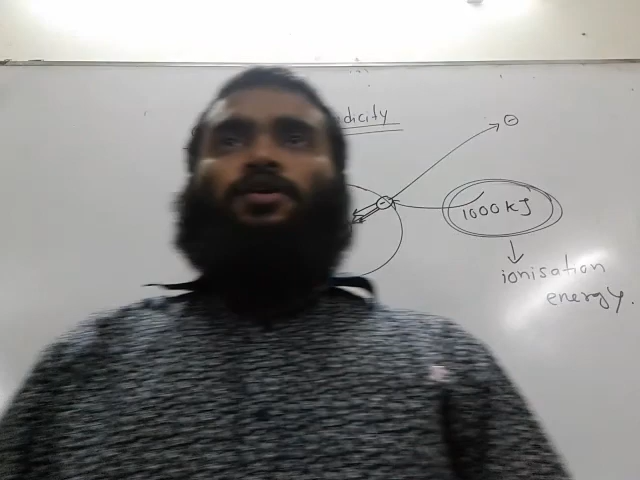 dicity
1000 KJ
ionisation
energy.